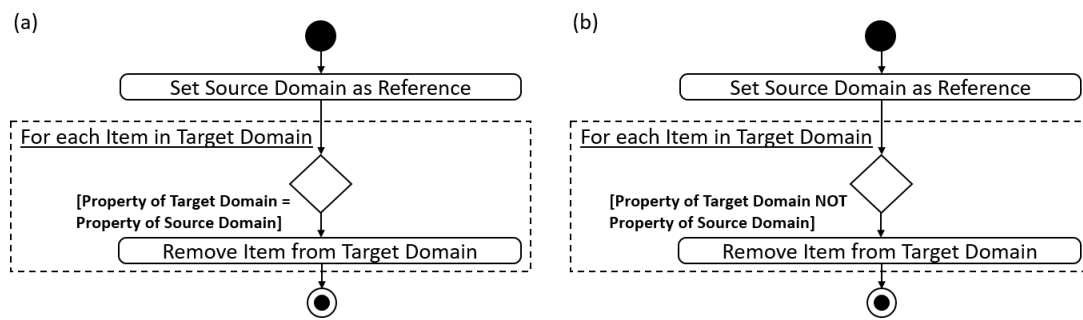 (a)
Set Source Domain as Reference
For each Item in Target Domain
[Property of Target Domain =
Property of Source Domain]
Remove Item from Target Domain
(b)
Set Source Domain as Reference
For each Item in Target Domain
[Property of Target Domain NOT
Property of Source Domain]
Remove Item from Target Domain